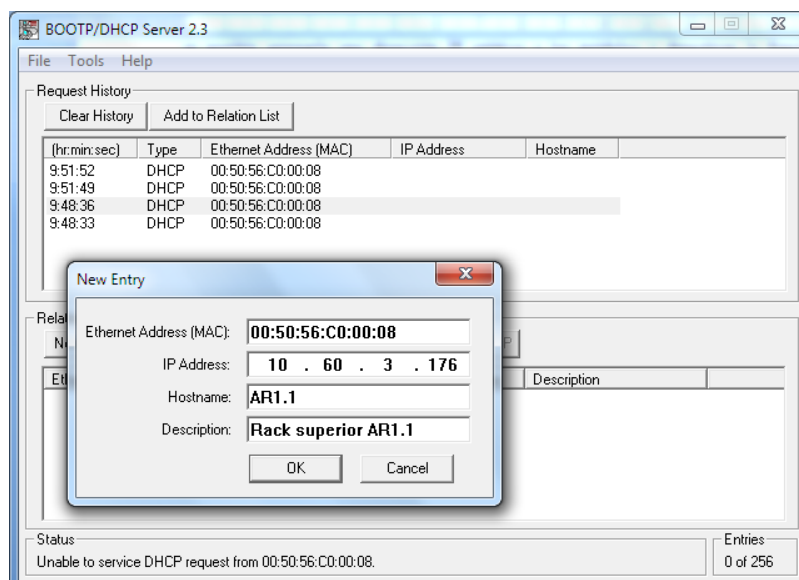 BOOTP/DHCP Server 2.3
File Tools Help
Request History
Clear History Add to Relation List
(hr:min:sec) Type Ethernet Address (MAC) IP Address Hostname
9:51:52 DHCP 00:50:56:C0:00:08
9:51:49 DHCP 00:50:56:C0:00:08
9:48:36 DHCP 00:50:56:C0:00:08
9:48:33 DHCP 00:50:56:C0:00:08
New Entry
Ethernet Address (MAC): 00:50:56:C0:00:08
IP Address: 10 . 60 . 3 . 176
Hostname: AR1.1
Description: Rack superior AR1.1
OK Cancel
Description
Status
Unable to service DHCP request from 00:50:56:C0:00:08.
Entries
0 of 256